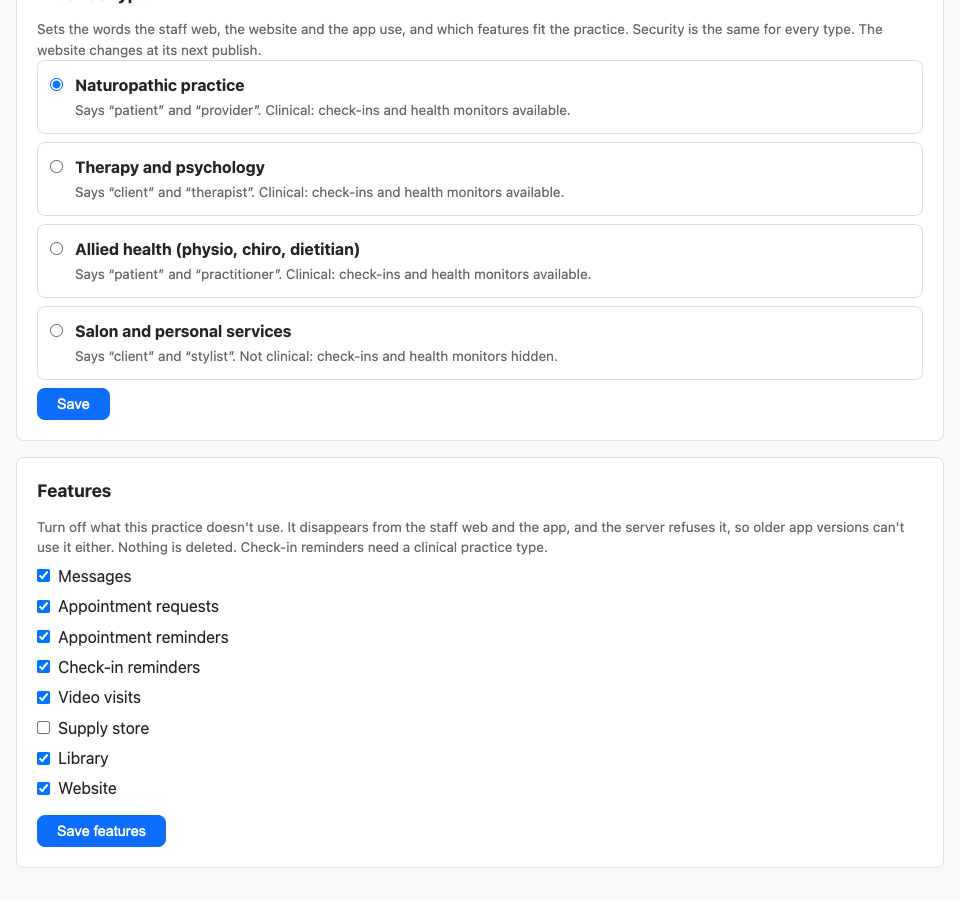 Sets the words the staff web, the website and the app use, and which features fit the practice. Security is the same for every type. The
website changes at its next publish.
Naturopathic practice
Says “patient” and “provider”. Clinical: check-ins and health monitors available.
Therapy and psychology
Says “client” and “therapist”. Clinical: check-ins and health monitors available.
Allied health (physio, chiro, dietitian)
Says “patient” and “practitioner”. Clinical: check-ins and health monitors available.
Salon and personal services
Says “client” and “stylist”. Not clinical: check-ins and health monitors hidden.
Save
Features
Turn off what this practice doesn't use. It disappears from the staff web and the app, and the server refuses it, so older app versions can't
use it either. Nothing is deleted. Check-in reminders need a clinical practice type.
Messages
Appointment requests
Appointment reminders
Check-in reminders
Video visits
Supply store
Library
Website
Save features